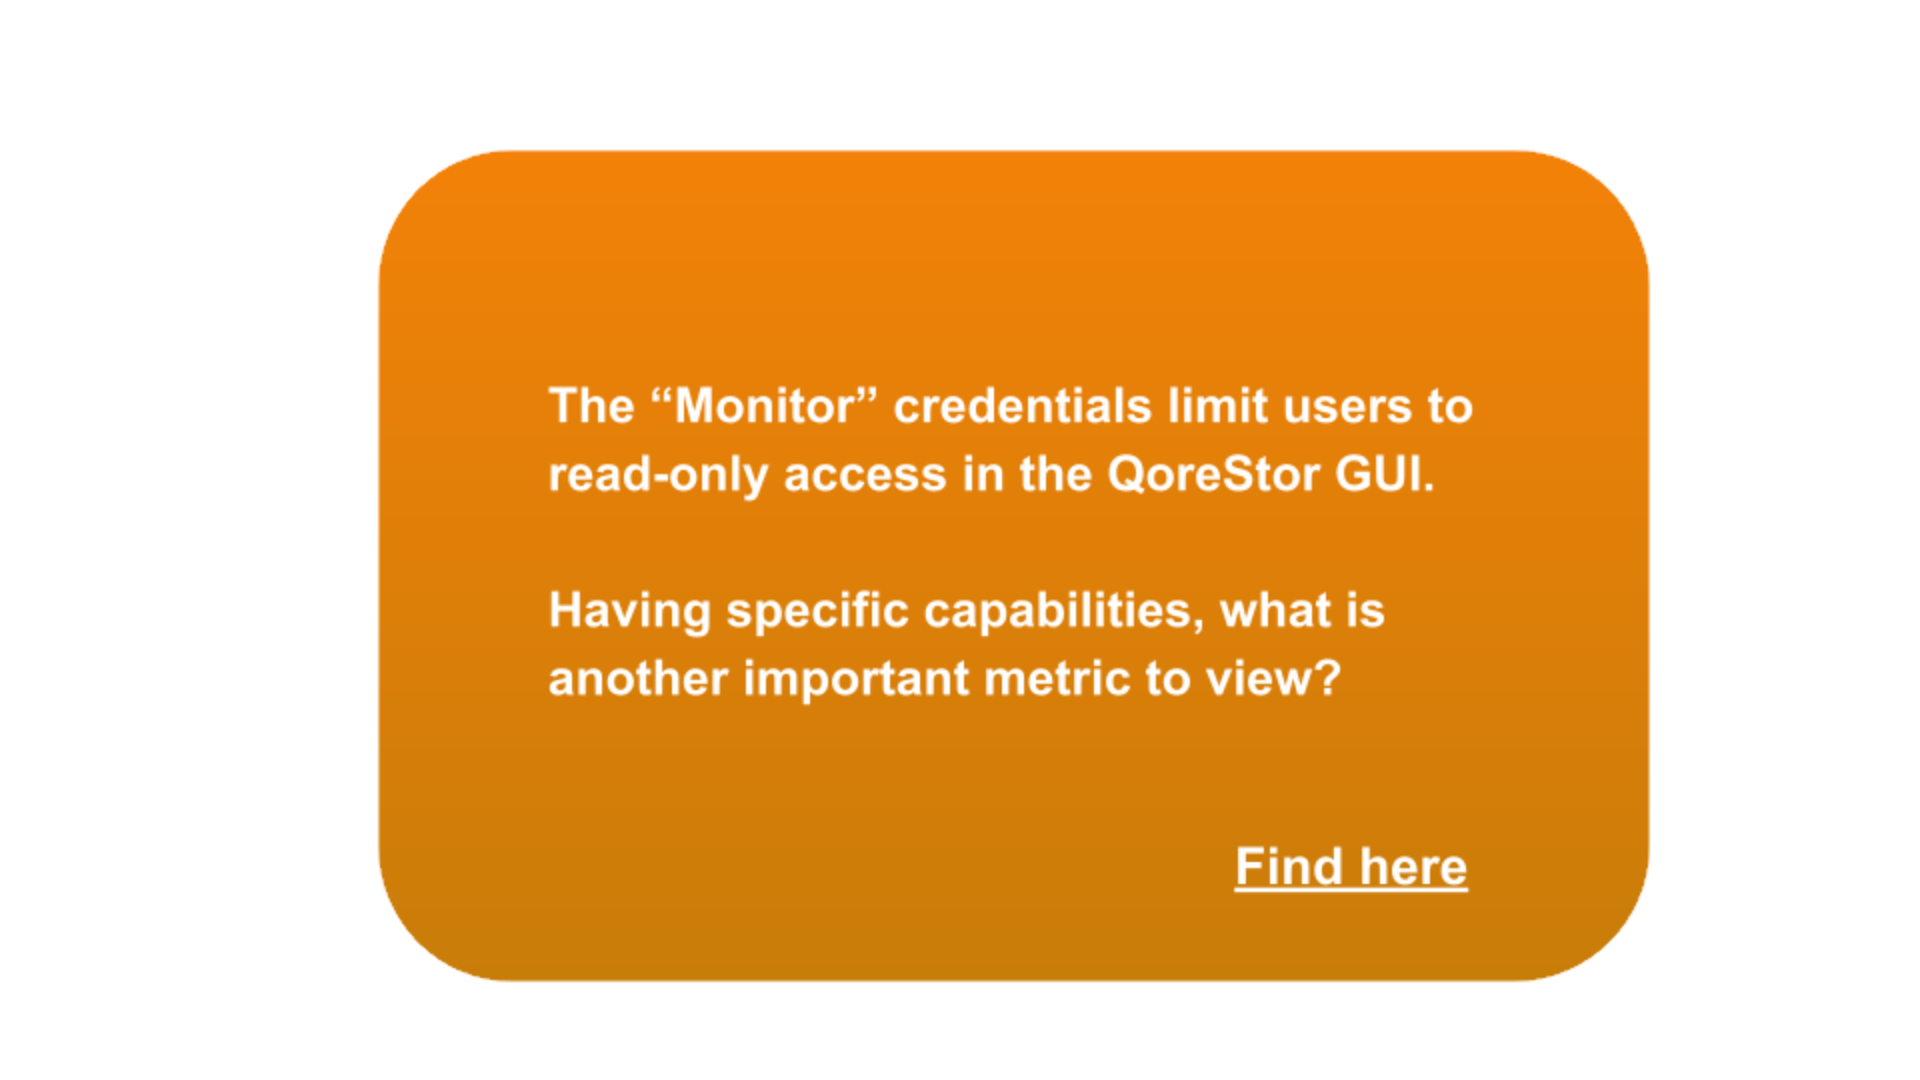 The “Monitor” credentials limit users to
read-only access in the QoreStor GUI.
Having specific capabilities, what is
another important metric to view?
Find here